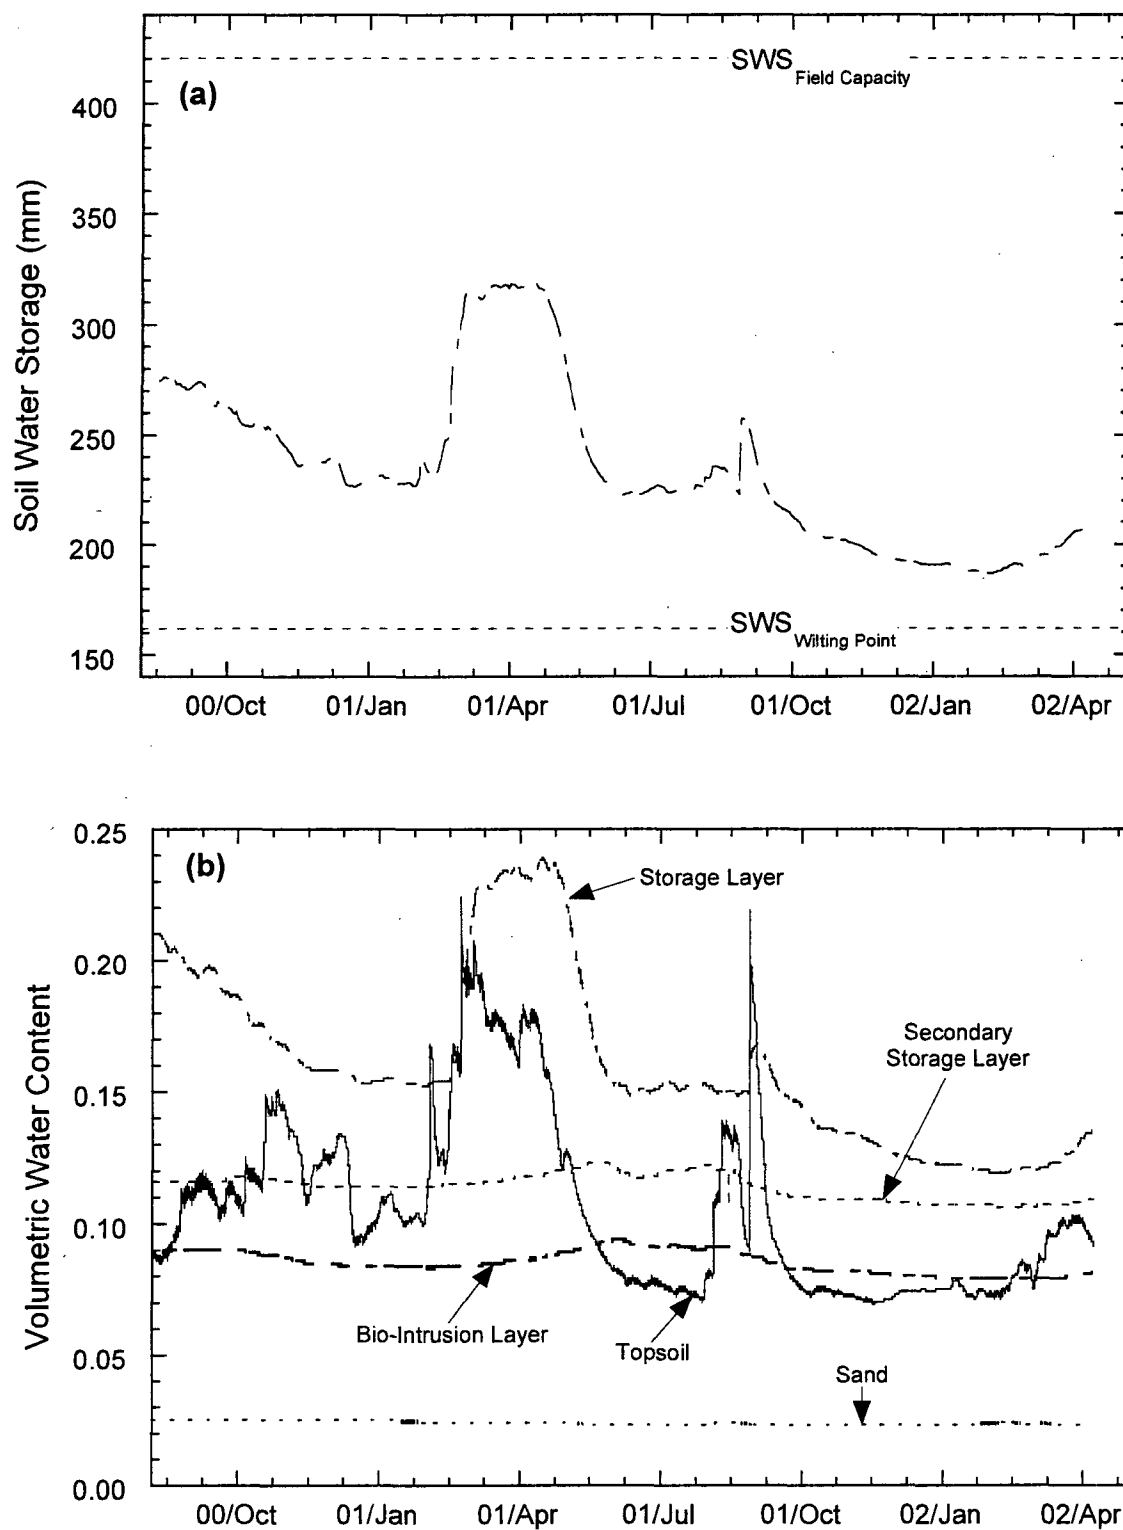 SWS Field Capacity
(a)
400
350
300
250
200
150
Soil Water Storage (mm)
SWS Wilting Point
00/Oct 01/Jan 01/Apr 01/Jul 01/Oct 02/Jan 02/Apr
0.25
0.20
0.15
0.10
0.05
0.00
Volumetric Water Content
(b)
Storage Layer
Secondary
Storage Layer
Bio-Intrusion Layer
Topsoil
Sand
00/Oct 01/Jan 01/Apr 01/Jul 01/Oct 02/Jan 02/Apr